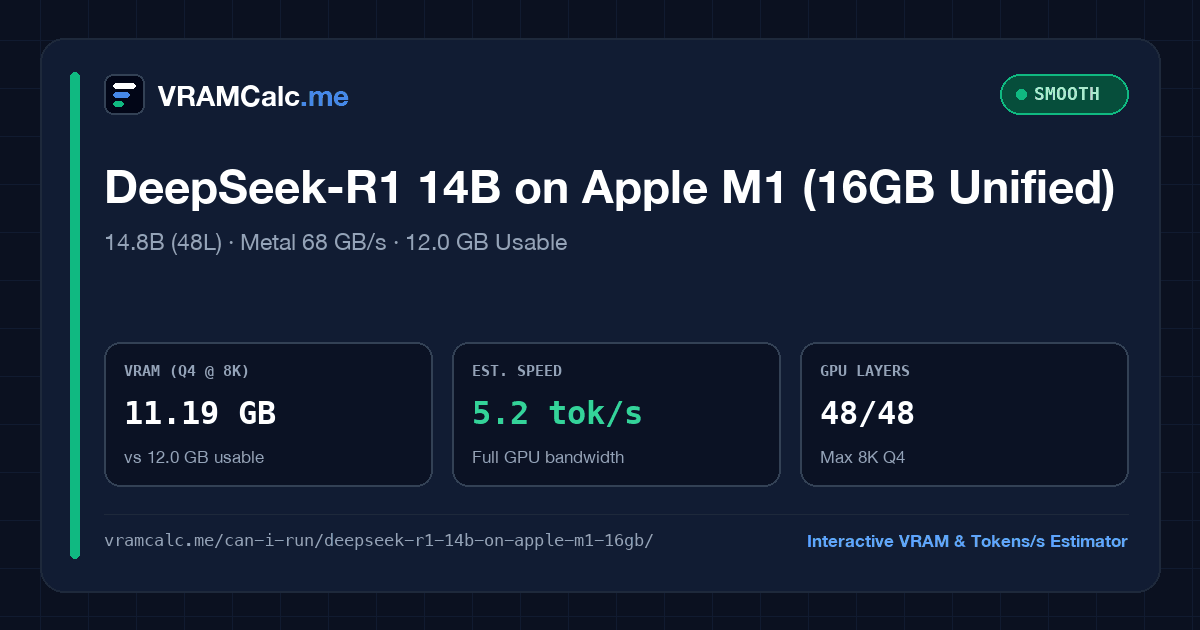 VRAMCalc.me
SMOOTH
DeepSeek-R1 14B on Apple M1 (16GB Unified)
14.8B (48L) · Metal 68 GB/s · 12.0 GB Usable
VRAM (Q4 @ 8K)
11.19 GB
vs 12.0 GB usable
EST. SPEED
5.2 tok/s
Full GPU bandwidth
GPU LAYERS
48/48
Max 8K Q4
vramcalc.me/can-i-run/deepseek-r1-14b-on-apple-m1-16gb/
Interactive VRAM & Tokens/s Estimator